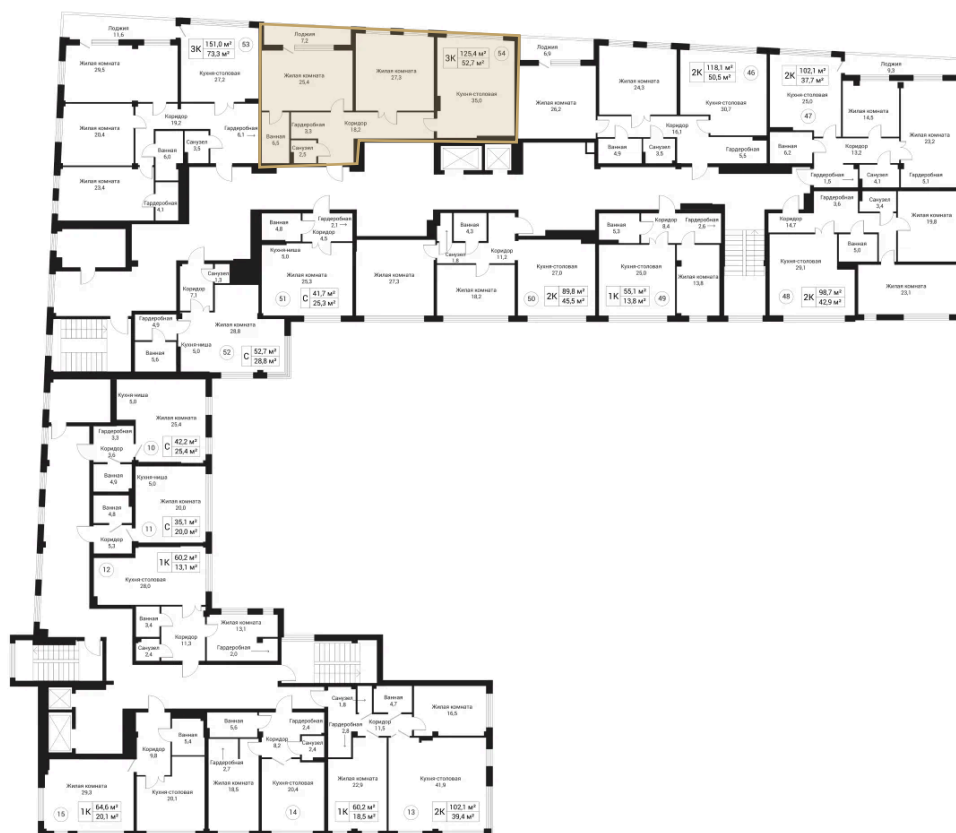 Лоджия
11,6
3К
151,0 м²
73,3 м²
53
Жилая комната
29,5
Кухня-столовая
27,2
Коридор
19,2
Гардеробная
6,1
Жилая комната
20,4
Ванная
6,0
Санузел
3,5
Жилая комната
23,4
Гардеробная
4,1
Лоджия
7,2
Жилая комната
25,4
Жилая комната
27,3
3К
125,4 м²
52,7 м²
54
Кухня-столовая
35,0
Гардеробная
3,3
Коридор
18,2
Ванная
6,0
Санузел
2,5
Лоджия
6,9
Жилая комната
26,2
Жилая комната
24,3
2К
118,1 м²
50,5 м²
46
Кухня-столовая
30,7
Коридор
16,1
Ванная
4,9
Санузел
3,5
Гардеробная
5,5
2К
102,1 м²
37,7 м²
Кухня-столовая
25,0
47
Лоджия
9,3
Жилая комната
14,5
Жилая комната
23,2
Ванная
6,2
Коридор
13,2
Гардеробная
1,5
Санузел
4,1
Гардеробная
5,1
Ванная
4,8
Гардеробная
2,1
Коридор
4,5
Кухня-ниша
5,0
Жилая комната
25,3
51
С
41,7 м²
25,3 м²
Жилая комната
27,3
Ванная
4,3
Санузел
1,8
Коридор
11,3
Жилая комната
18,2
Кухня-столовая
27,0
50
2К
89,8 м²
45,5 м²
Ванная
5,3
Коридор
8,4
Гардеробная
2,6
Кухня-столовая
25,0
Жилая комната
13,8
1К
55,1 м²
13,8 м²
49
Гардеробная
3,6
Санузел
3,4
Коридор
14,7
Ванная
5,0
Жилая комната
19,8
Кухня-столовая
29,1
Жилая комната
23,1
48
2К
98,7 м²
42,9 м²
Санузел
1,3
Коридор
7,1
Гардеробная
4,9
Жилая комната
28,8
Кухня-ниша
5,0
Ванная
5,6
52
С
52,7 м²
28,8 м²
Кухня-ниша
5,0
Жилая комната
25,4
Гардеробная
3,3
Коридор
3,6
10
С
42,2 м²
25,4 м²
Ванная
4,9
Кухня-ниша
5,0
Жилая комната
20,0
Ванная
4,8
11
С
35,1 м²
20,0 м²
Коридор
5,3
1К
60,2 м²
13,1 м²
12
Кухня-столовая
28,0
Ванная
3,4
Жилая комната
13,1
Коридор
11,3
Санузел
2,4
Гардеробная
2,0
Ванная
5,4
Коридор
9,8
Жилая комната
29,3
Кухня-столовая
20,1
15
1К
64,6 м²
20,1 м²
Ванная
5,6
Гардеробная
2,4
Коридор
8,2
Санузел
2,4
Гардеробная
2,7
Жилая комната
18,5
Кухня-столовая
20,4
14
1К
60,2 м²
18,5 м²
Санузел
1,8
Ванная
4,7
Жилая комната
16,5
Гардеробная
2,8
Коридор
11,5
Жилая комната
22,9
Кухня-столовая
41,9
13
2К
102,1 м²
39,4 м²